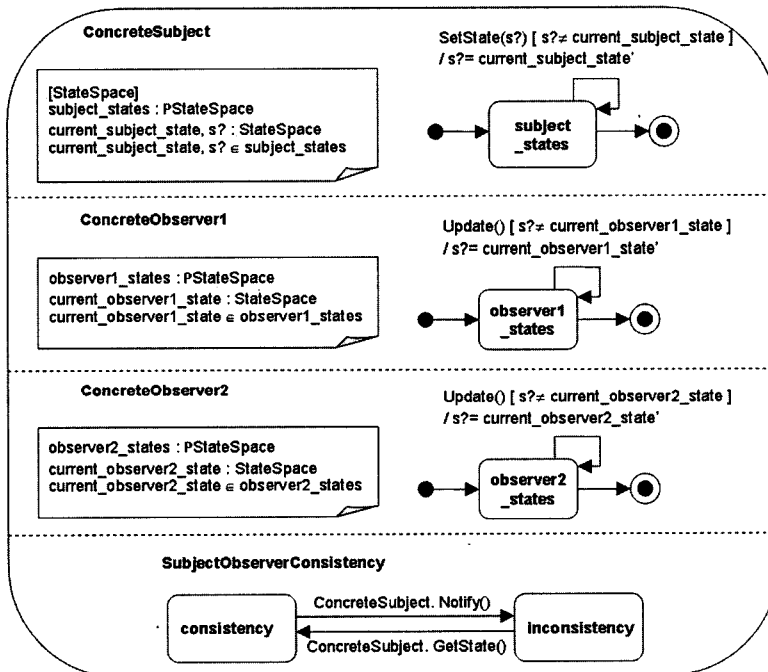 ConcreteSubject
SetState(s?) [ s?≠ current_subject_state ]
/ s?= current_subject_state'
[StateSpace]
subject_states : PStateSpace
current_subject_state, s? : StateSpace
current_subject_state, s? ∈ subject_states
subject
_states
ConcreteObserver1
Update() [ s?≠ current_observer1_state ]
/ s?= current_observer1_state'
observer1_states : PStateSpace
current_observer1_state : StateSpace
current_observer1_state ∈ observer1_states
observer1
_states
ConcreteObserver2
Update() [ s?≠ current_observer2_state ]
/ s?= current_observer2_state'
observer2_states : PStateSpace
current_observer2_state : StateSpace
current_observer2_state ∈ observer2_states
observer2
_states
SubjectObserverConsistency
consistency
ConcreteSubject. Notify()
ConcreteSubject. GetState()
inconsistency